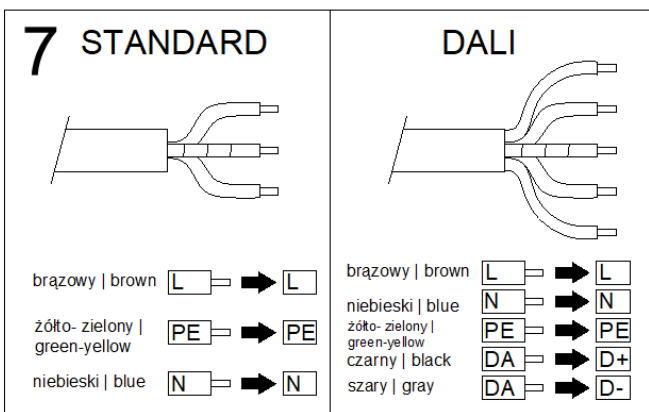 7 STANDARD
brązowy | brown L L
żółto- zielony |
green-yellow PE PE
niebieski | blue N N
DALI
brązowy | brown L L
niebieski | blue N N
żółto- zielony |
green-yellow PE PE
czarny | black DA D+
szary | gray DA D-